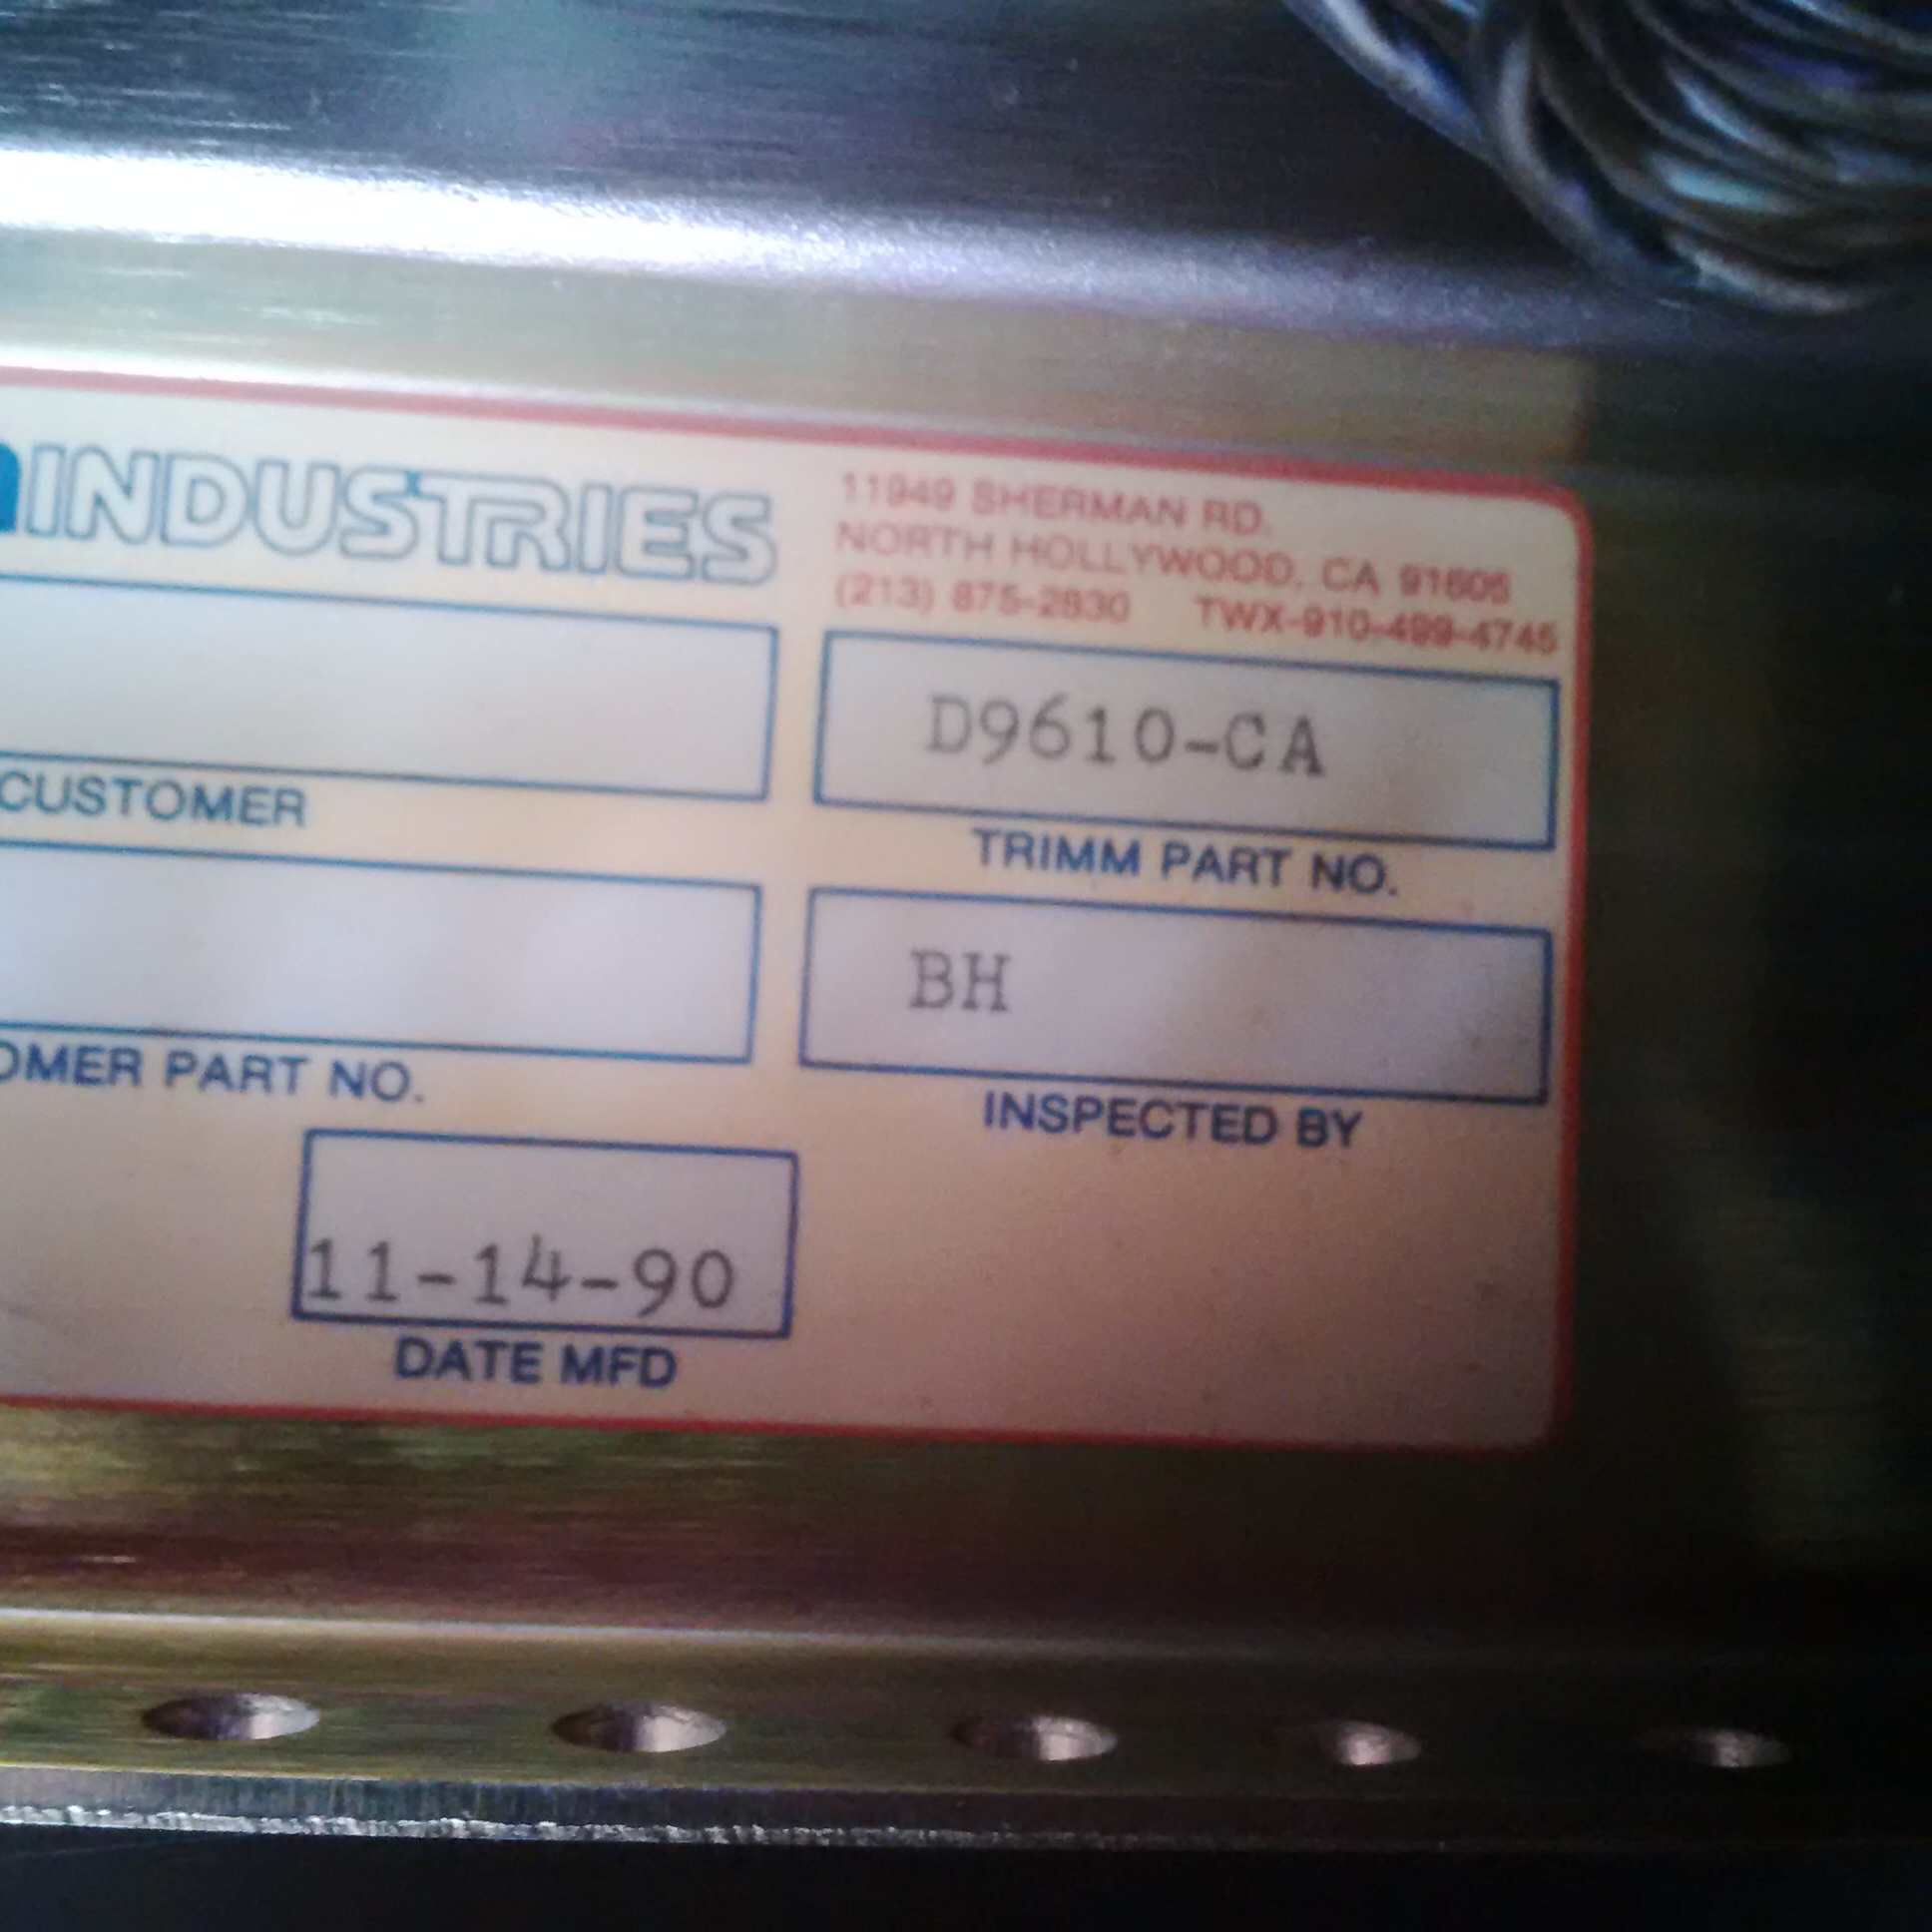 INDUSTRIES
11949 SHERMAN RD.
NORTH HOLLYWOOD, CA 91605
(213) 875-2830 TWX-910-499-4745
CUSTOMER
D9610-CA
TRIMM PART NO.
OMER PART NO.
BH
INSPECTED BY
11-14-90
DATE MFD